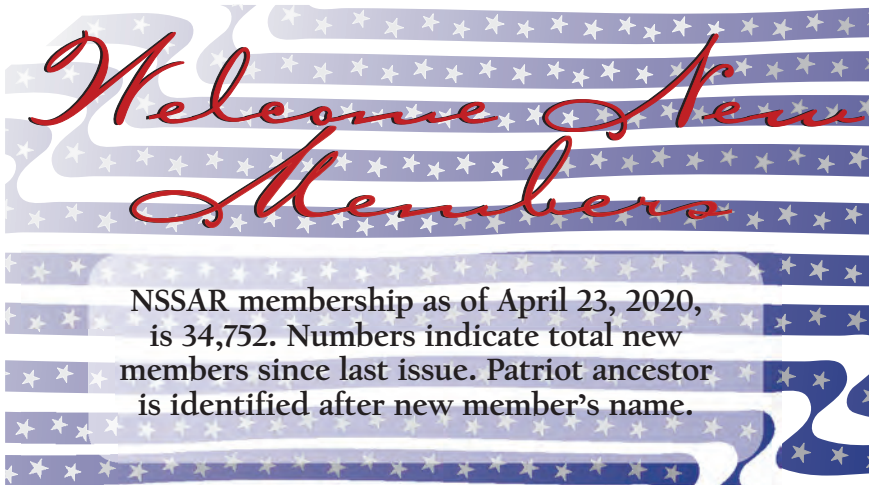 Welcome New
Members
NSSAR membership as of April 23, 2020,
is 34,752. Numbers indicate total new
members since last issue. Patriot ancestor
is identified after new member’s name.